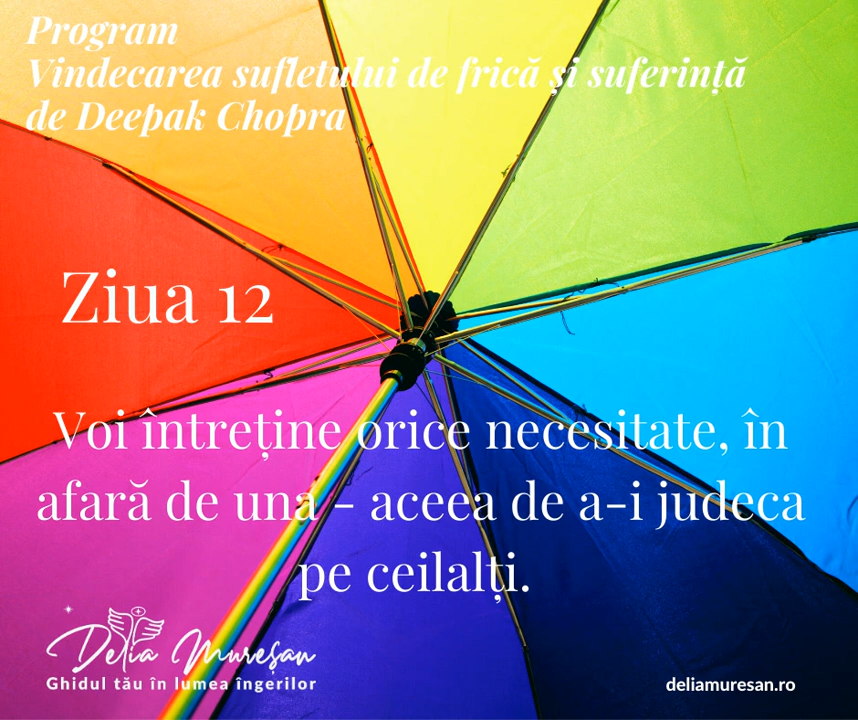 Program
Vindecarea sufletului de frică și suferință
de Deepak Chopra
Ziua 12
Voi întreține orice necesitate, în
afară de una - aceea de a-i judeca
pe ceilalți.
Delia Mureșan
Ghidul tău în lumea îngerilor
deliamuresan.ro